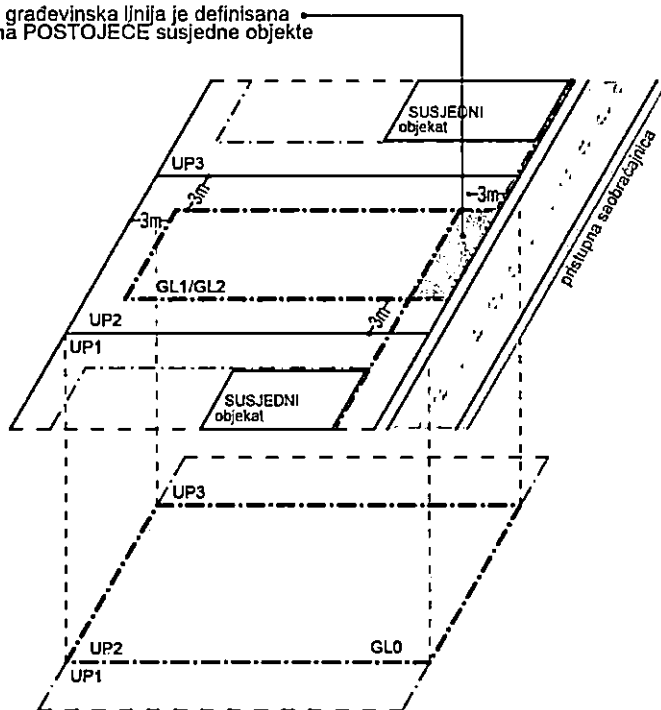 građevinska linija je definisana
na POSTOJEĆE susjedne objekte
SUSJEDNI
objekat
UP3
3m
3m
3m
pristupna saobraćajnica
GL1/GL2
3m
UP2
UP1
SUSJEDNI
objekat
UP3
UP2
GL0
UP1